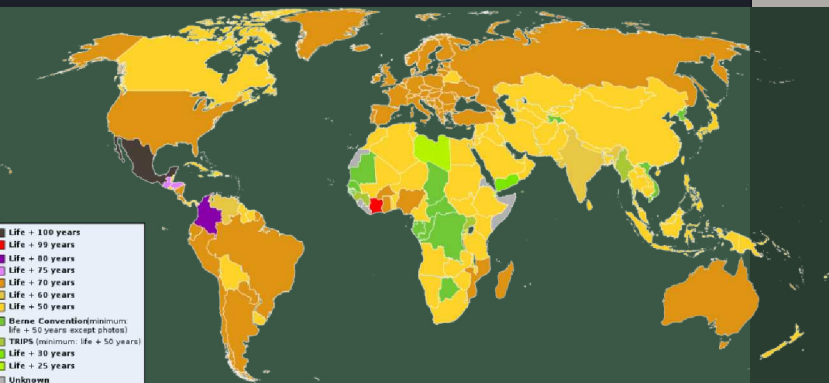 Life + 100 years
Life + 99 years
Life + 80 years
Life + 75 years
Life + 70 years
Life + 60 years
Life + 50 years
Berne Convention(minimum:
life + 50 years except photos)
TRIPS (minimum: life + 50 years)
Life + 30 years
Life + 25 years
Unknown